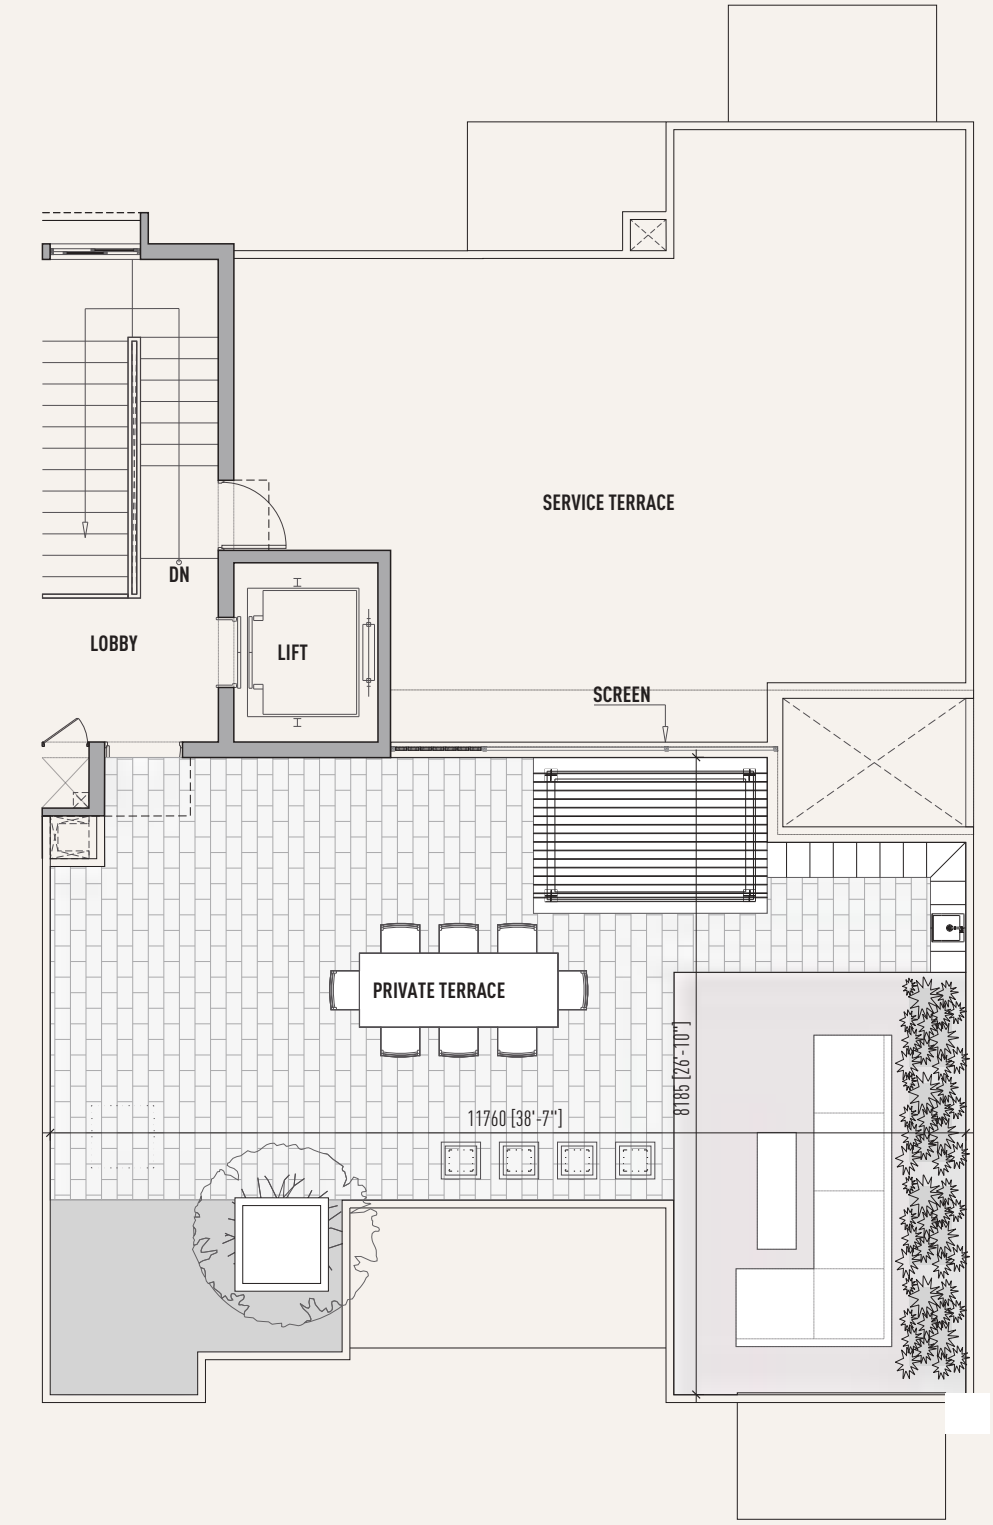 SERVICE TERRACE
DN
LOBBY
LIFT
SCREEN
PRIVATE TERRACE
8185 [26'-10"]
11760 [38'-7"]